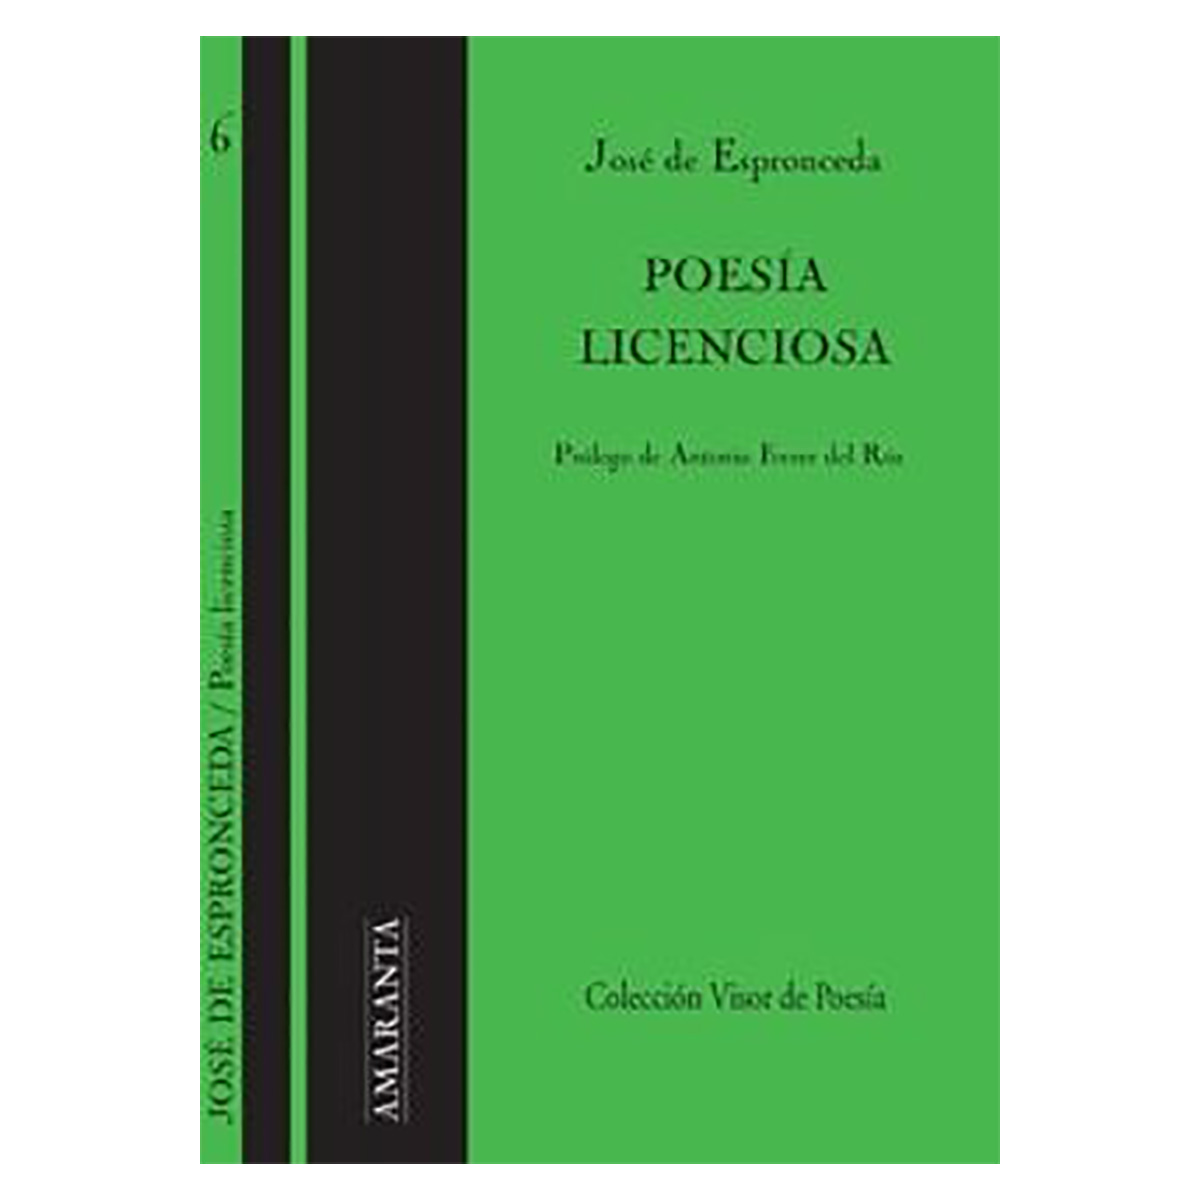 6
JOSÉ DE ESPRONCEDA / Poesía licenciosa
AMARANTA
José de Espronceda
POESÍA
LICENCIOSA
Prólogo de Antonio Ferrer del Río
Colección Visor de Poesía